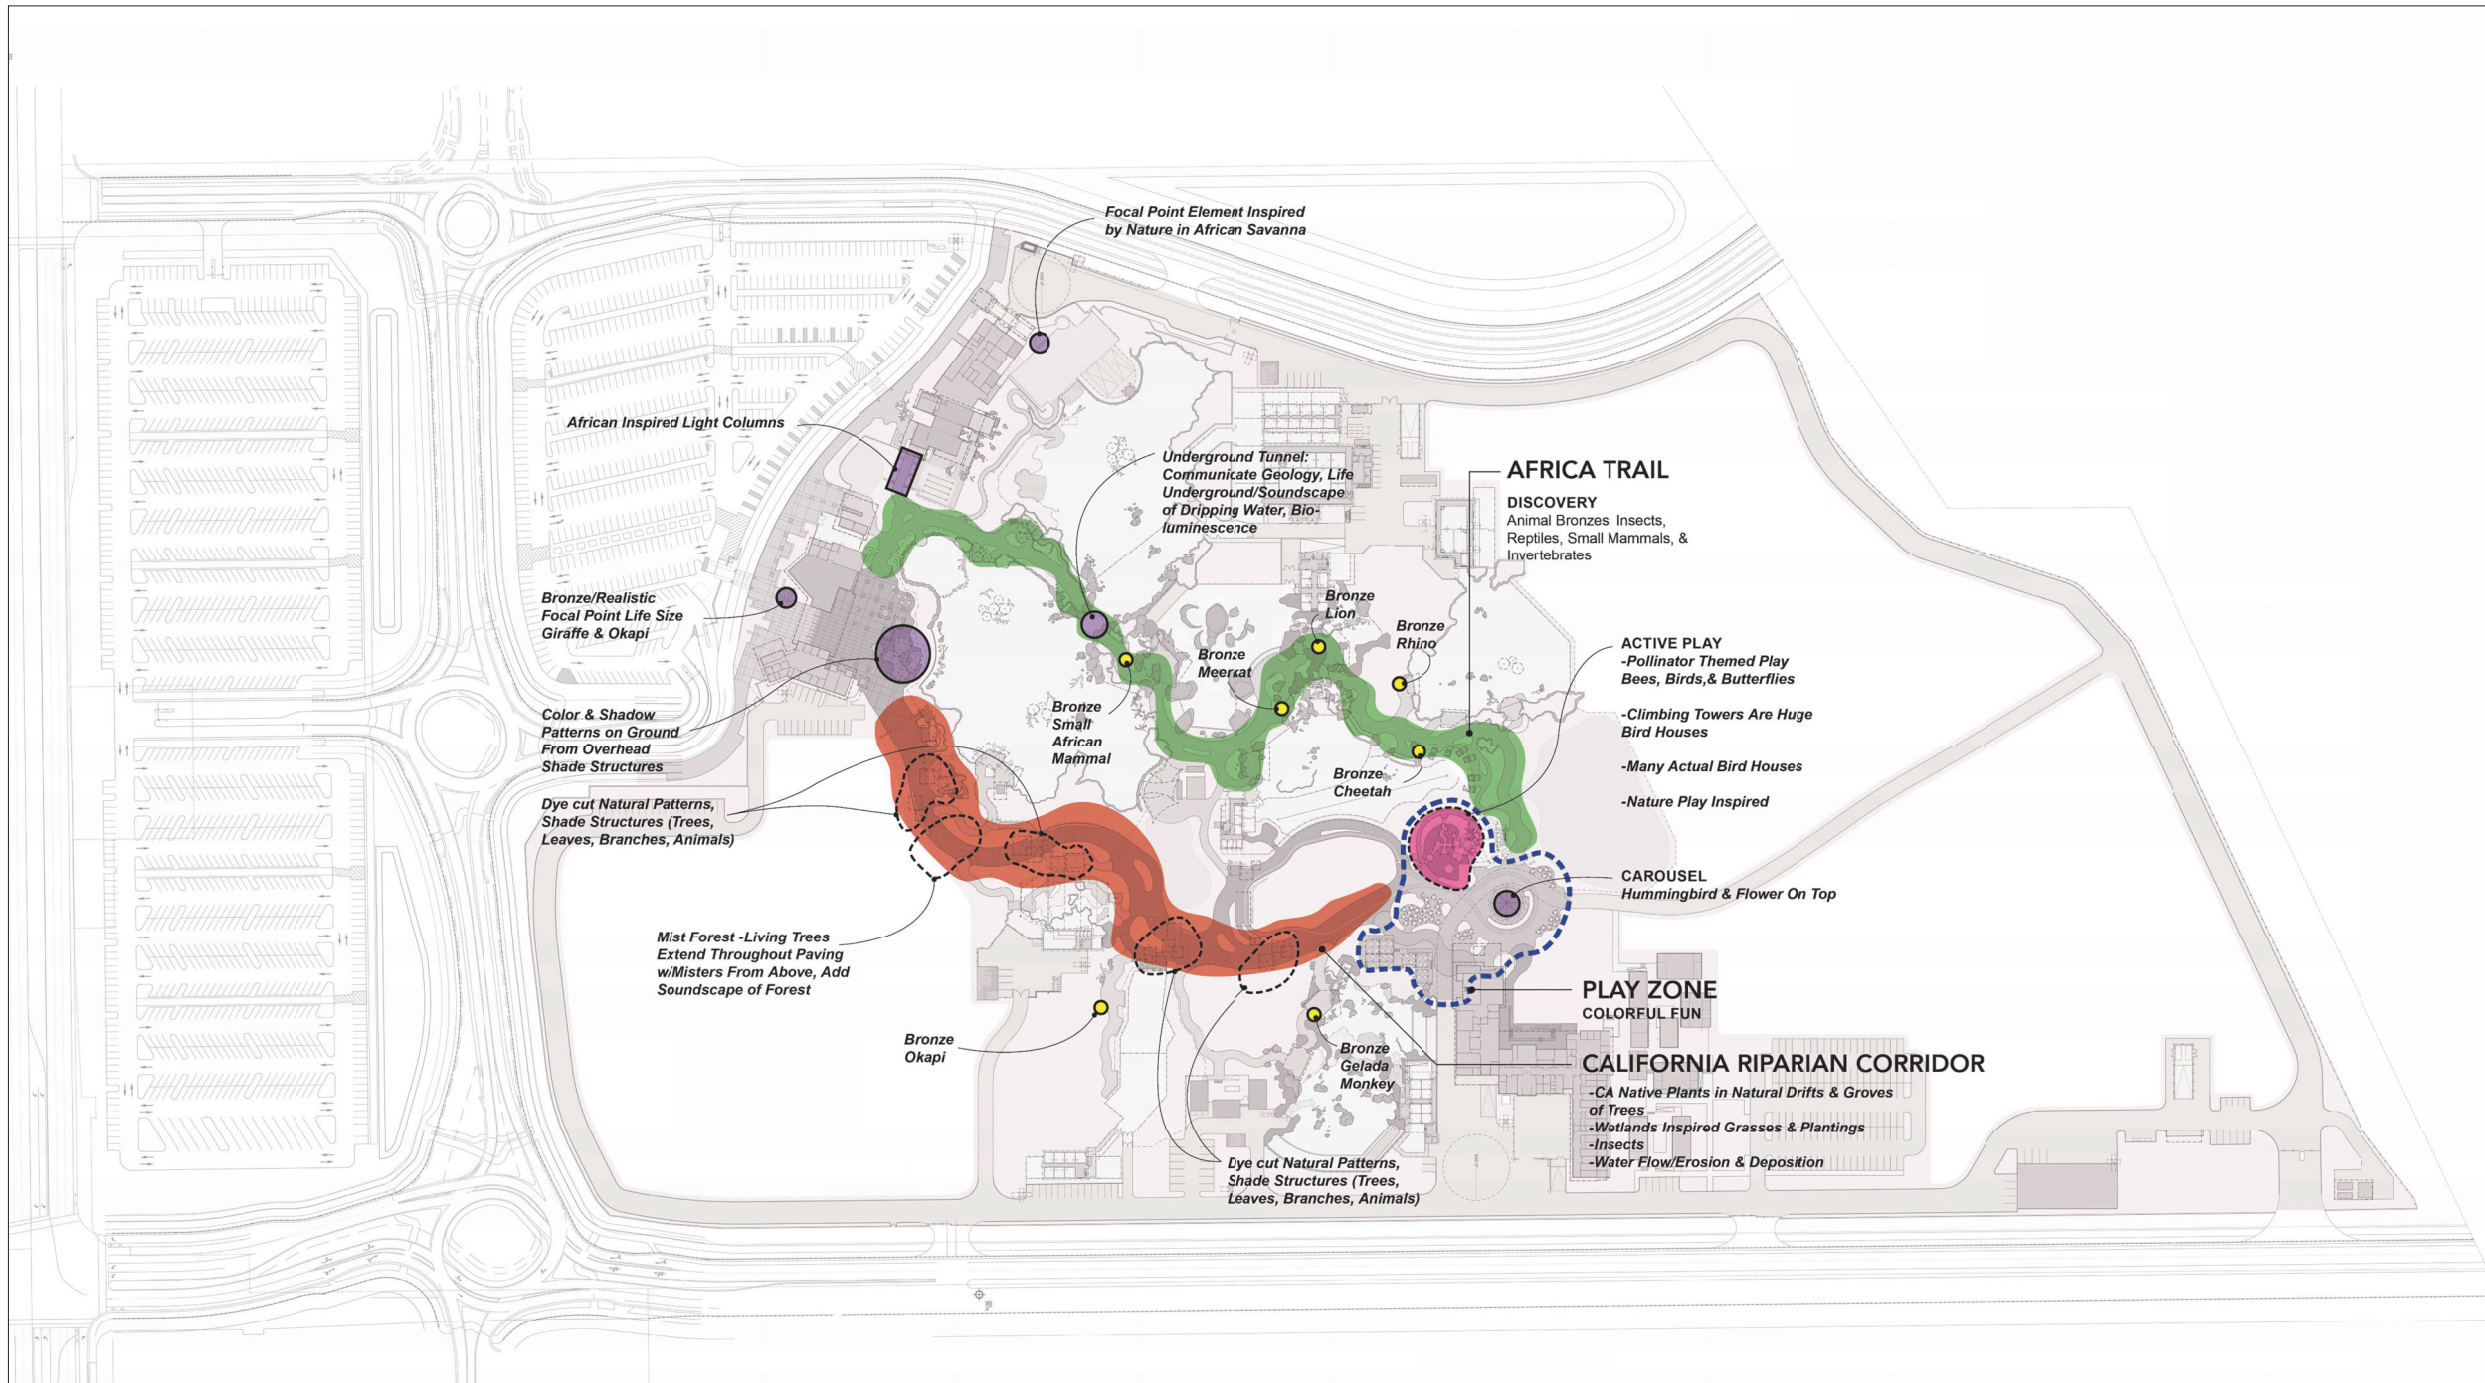 Focal Point Element Inspired
by Nature in African Savanna
African Inspired Light Columns
Underground Tunnel:
Communicate Geology, Life
Underground/Soundscape
of Dripping Water, Bio-
luminescence
AFRICA TRAIL
DISCOVERY
Animal Bronzes Insects,
Reptiles, Small Mammals, &
Invertebrates
Bronze/Realistic
Focal Point Life Size
Giraffe & Okapi
Bronze
Lion
Bronze
Rhino
Bronze
Meerkat
ACTIVE PLAY
-Pollinator Themed Play
Bees, Birds,& Butterflies
-Climbing Towers Are Huge
Bird Houses
-Many Actual Bird Houses
-Nature Play Inspired
Color & Shadow
Patterns on Ground
From Overhead
Shade Structures
Bronze
Small
African
Mammal
Bronze
Cheetah
Dye cut Natural Patterns,
Shade Structures (Trees,
Leaves, Branches, Animals)
CAROUSEL
Hummingbird & Flower On Top
Mist Forest -Living Trees
Extend Throughout Paving
w/Misters From Above, Add
Soundscape of Forest
PLAY ZONE
COLORFUL FUN
Bronze
Okapi
Bronze
Gelada
Monkey
CALIFORNIA RIPARIAN CORRIDOR
-CA Native Plants in Natural Drifts & Groves
of Trees
-Wetlands Inspired Grasses & Plantings
-Insects
-Water Flow/Erosion & Deposition
Dye cut Natural Patterns,
Shade Structures (Trees,
Leaves, Branches, Animals)